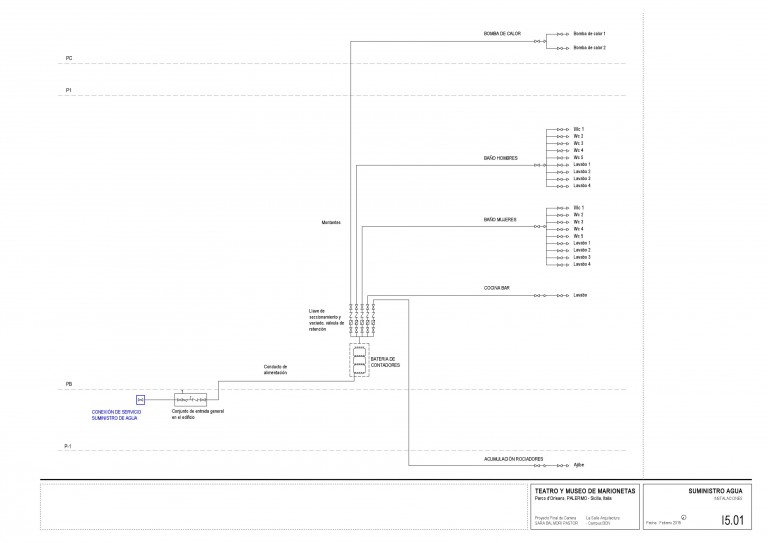 BOMBA DE CALOR
Bomba de calor 1
Bomba de calor 2
PC
P1
Wc 1
Wc 2
Wc 3
Wc 4
Wc 5
BAÑO HOMBRES
Lavabo 1
Lavabo 2
Lavabo 3
Lavabo 4
Montantes
BAÑO MUJERES
Wc 1
Wc 2
Wc 3
Wc 4
Wc 5
Lavabo 1
Lavabo 2
Lavabo 3
Lavabo 4
COCINA BAR
Lavabo
Llave de
seccionamiento y
vaciado, válvula de
retención
BATERIA DE
CONTADORES
Conducto de
alimentación
PB
CONEXIÓN DE SERVICIO
SUMINISTRO DE AGUA
Conjunto de entrada general
en el edificio
P-1
ACUMULACIÓN ROCIADORES
Aljibe
TEATRO Y MUSEO DE MARIONETAS
Parco d'Orleans, PALERMO - Sicilia, Italia
Proyecto Final de Carrera
SARA BALMORI PASTOR
La Salle Arquitectura
- Campus BCN
SUMINISTRO AGUA
INSTALACIONES
Fecha: Febrero 2018
I5.01